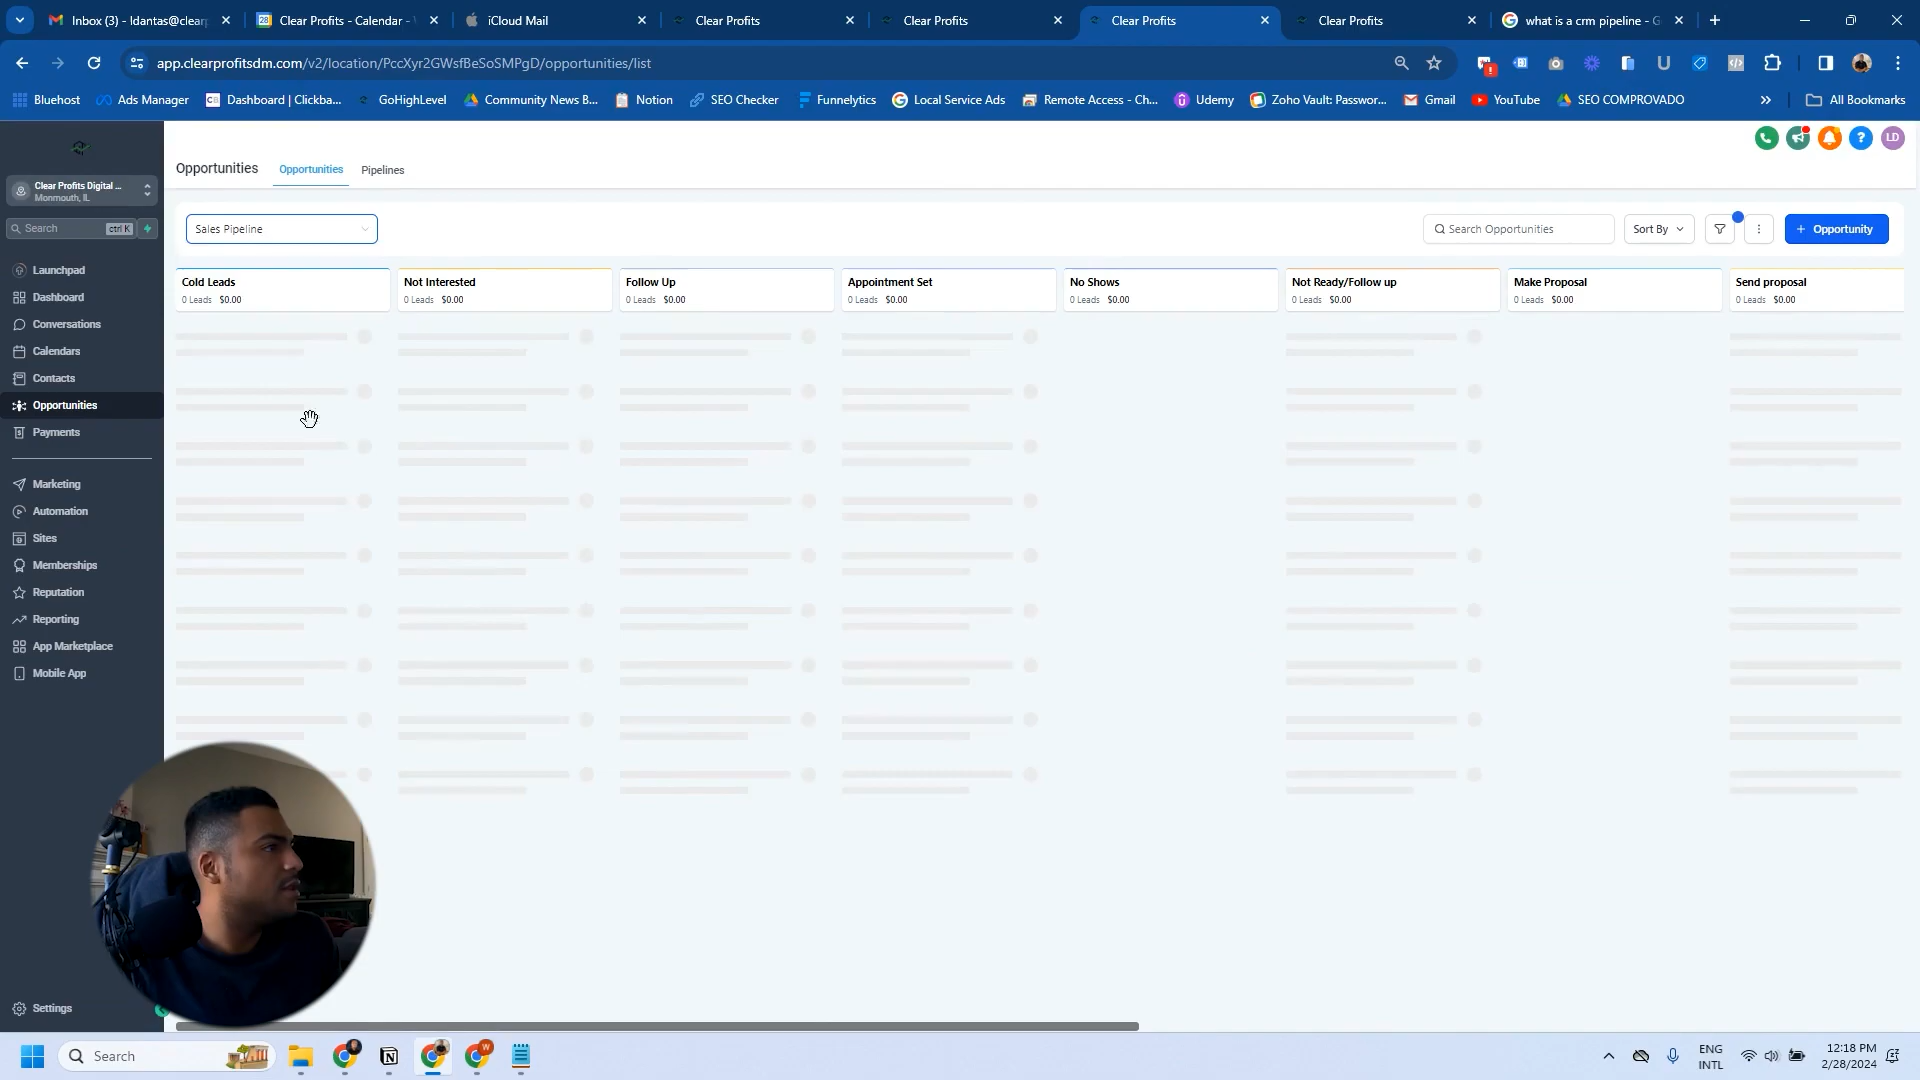 Inbox (3) - ldantas@clearp
Clear Profits - Calendar -
iCloud Mail
Clear Profits
Clear Profits
Clear Profits
Clear Profits
what is a crm pipeline - G
app.clearprofitsdm.com/v2/location/PccXyr2GWsfBeSoSMPgD/opportunities/list
Bluehost
Ads Manager
Dashboard | Clickba...
GoHighLevel
Community News B...
Notion
SEO Checker
Funnelytics
Local Service Ads
Remote Access - Ch...
Udemy
Zoho Vault: Passwor...
Gmail
YouTube
SEO COMPROVADO
All Bookmarks
LD
Opportunities
Opportunities
Pipelines
Clear Profits Digital ...
Monmouth, IL
Search
ctrl K
Launchpad
Dashboard
Conversations
Calendars
Contacts
Opportunities
Payments
Marketing
Automation
Sites
Memberships
Reputation
Reporting
App Marketplace
Mobile App
Settings
Sales Pipeline
Search Opportunities
Sort By
+ Opportunity
Cold Leads
0 Leads $0.00
Not Interested
0 Leads $0.00
Follow Up
0 Leads $0.00
Appointment Set
0 Leads $0.00
No Shows
0 Leads $0.00
Not Ready/Follow up
0 Leads $0.00
Make Proposal
0 Leads $0.00
Send proposal
0 Leads $0.00
Search
ENG
INTL
12:18 PM
2/28/2024